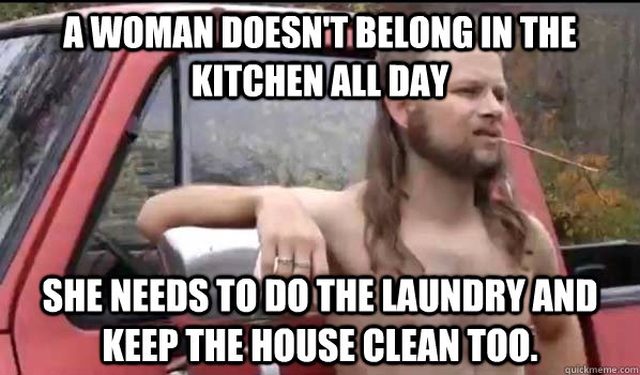 A WOMAN DOESN'T BELONG IN THE
KITCHEN ALL DAY
SHE NEEDS TO DO THE LAUNDRY AND
KEEP THE HOUSE CLEAN TOO.
quickmeme.com